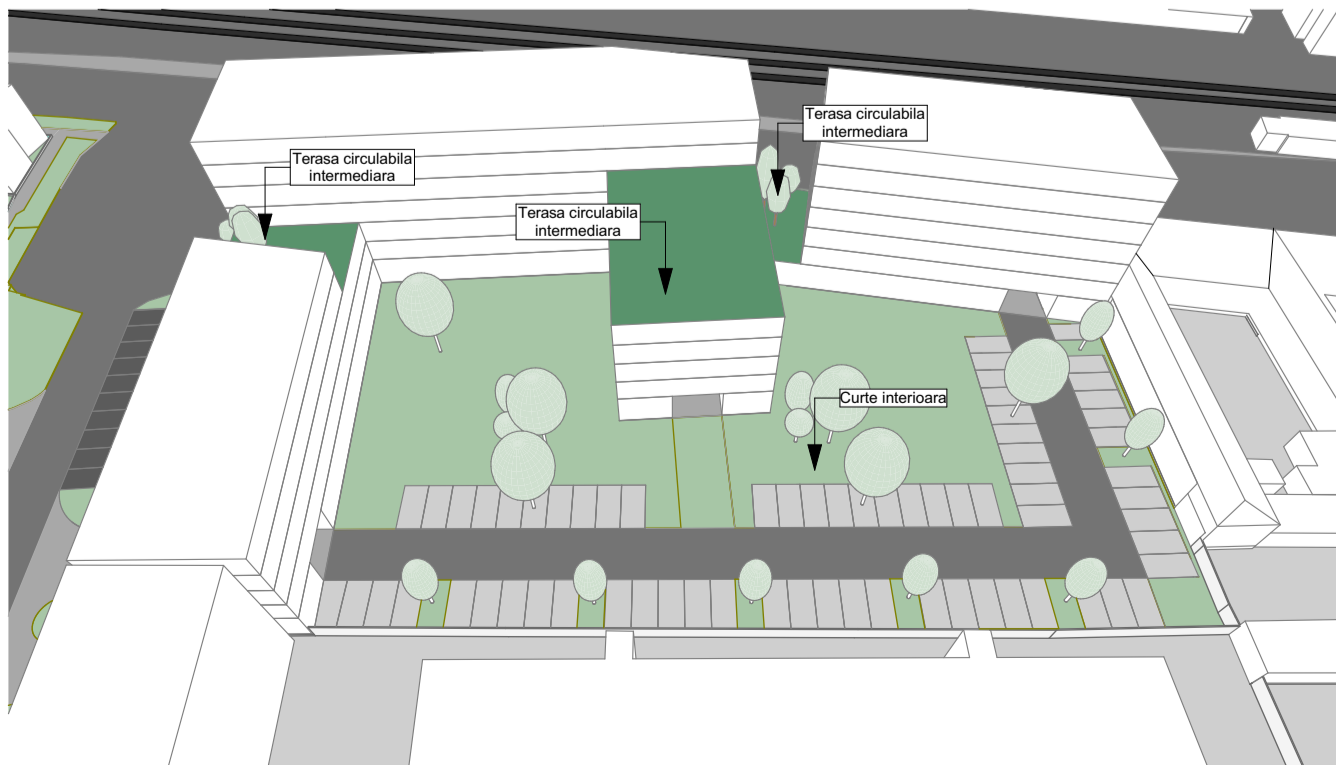 Terasa circulabila
intermediara
Terasa circulabila
intermediara
Terasa circulabila
intermediara
Curte interioara